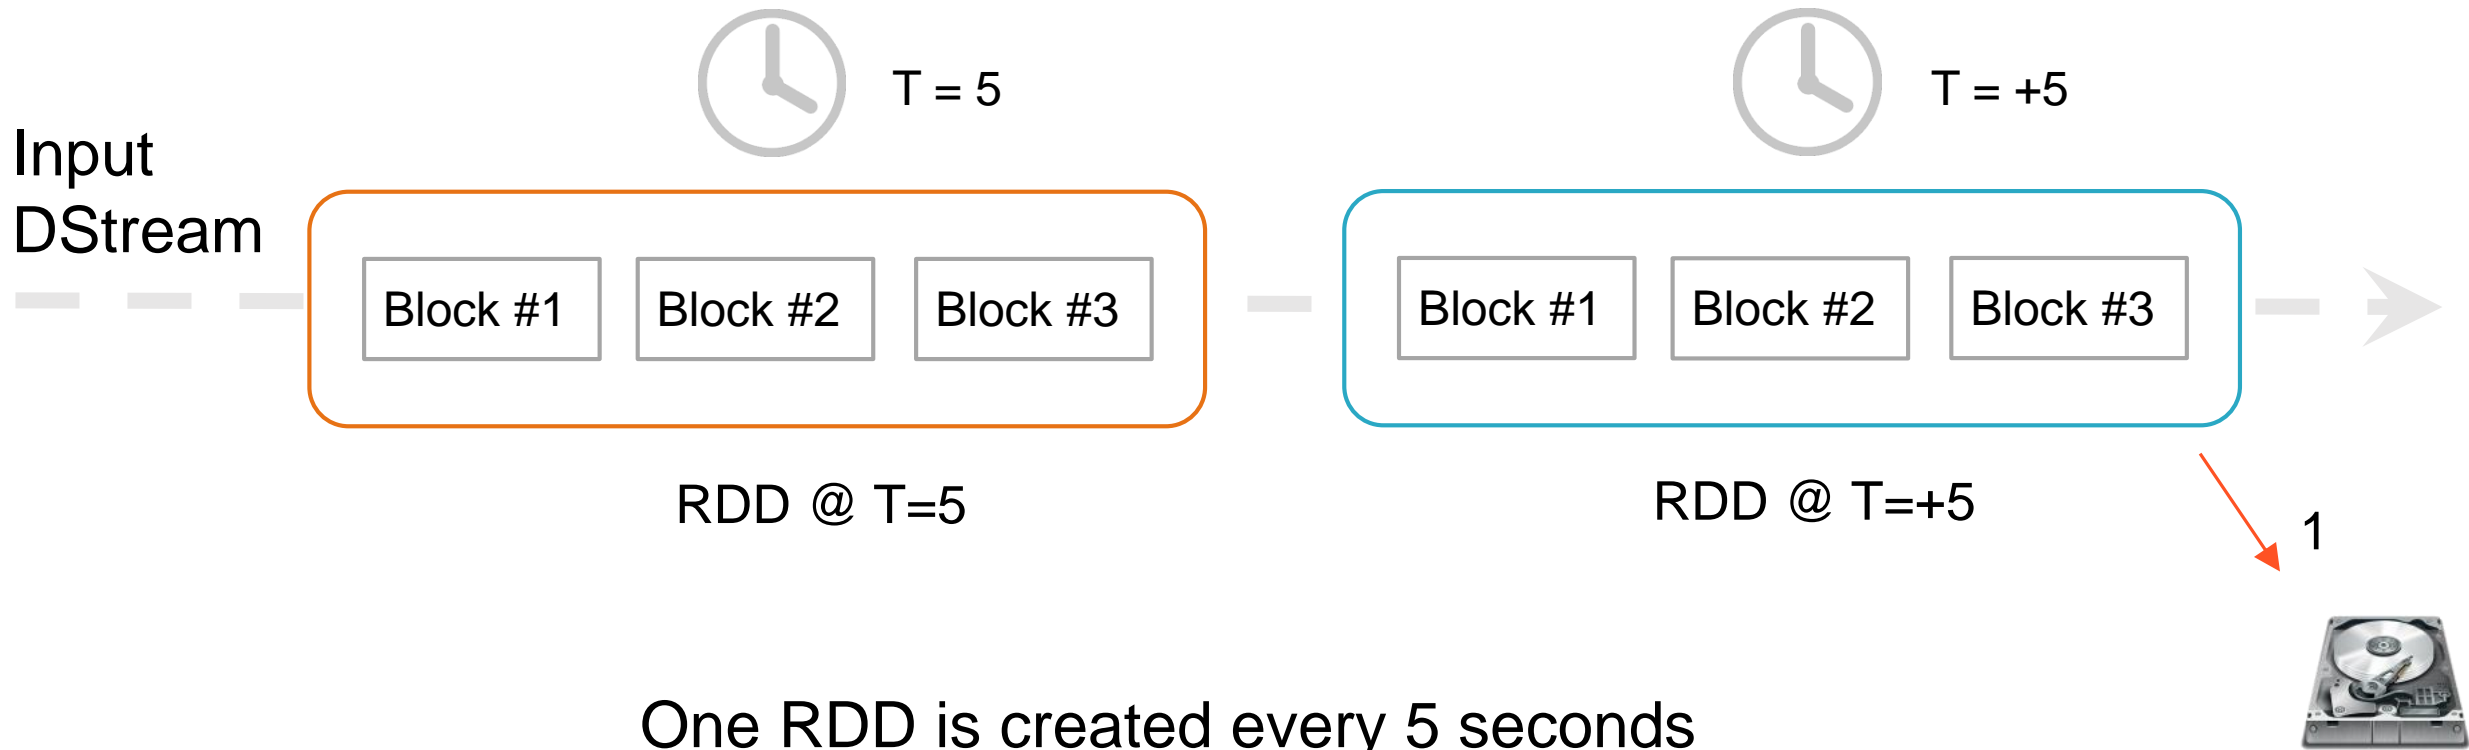 T = 5
T = +5
Input
DStream
Block #1
Block #2
Block #3
Block #1
Block #2
Block #3
RDD @ T=5
RDD @ T=+5
1
One RDD is created every 5 seconds